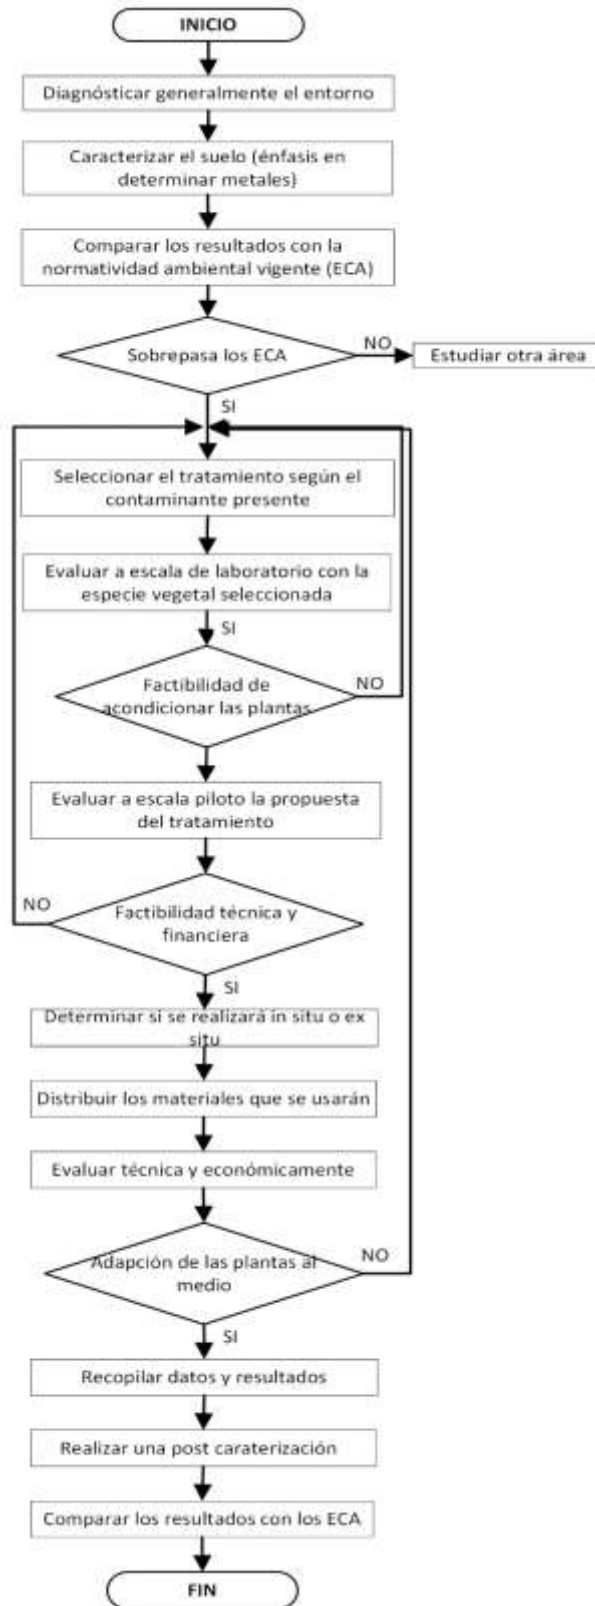 INICIO
Diagnósticar generalmente el entorno
Caracterizar el suelo (énfasis en
determinar metales)
Comparar los resultados con la
normatividad ambiental vigente (ECA)
Sobrepasa los ECA
NO
Estudiar otra área
SI
Seleccionar el tratamiento según el
contaminante presente
Evaluar a escala de laboratorio con la
especie vegetal seleccionada
SI
Factibilidad de
acondicionar las plantas
NO
Evaluar a escala piloto la propuesta
del tratamiento
NO
Factibilidad técnica y
financiera
SI
Determinar si se realizará in situ o ex
situ
Distribuir los materiales que se usarán
Evaluar técnica y económicamente
Adapción de las plantas al
medio
NO
SI
Recopilar datos y resultados
Realizar una post caraterización
Comparar los resultados con los ECA
FIN